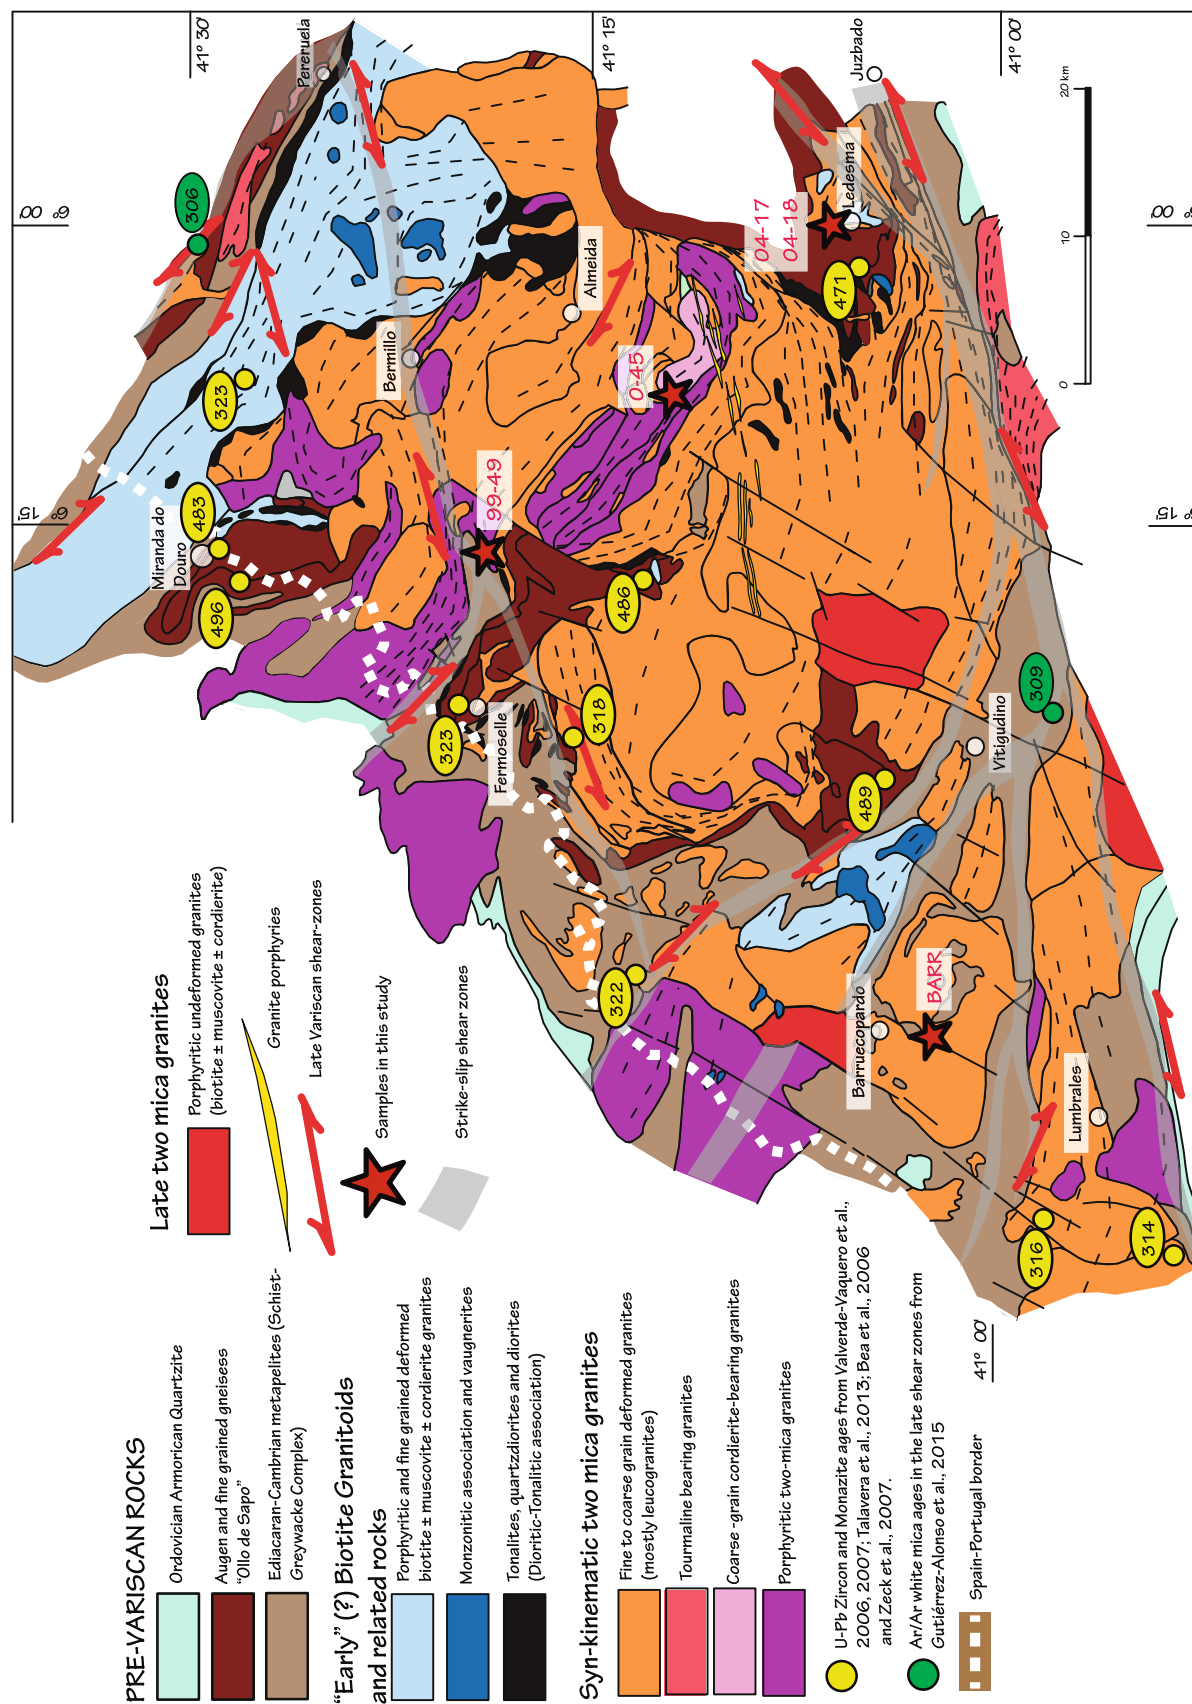 PRE-VARISCAN ROCKS
Ordovician Armorican Quartzite
Augen and fine grained gneisess
"Ollo de Sapo"
Ediacaran-Cambrian metapelites (Schist-
Greywacke Complex)
"Early" (?) Biotite Granitoids
and related rocks
Porphyritic and fine grained deformed
biotite ± muscovite ± cordierite granites
Monzonitic association and vaugnerites
Tonalites, quartzdiorites and diorite
(Dioritic-Tonalitic association)
Syn-kinematic two mica granites
Fine to coarse grain deformed granites
(mostly leucogranites)
Tourmaline bearing granites
Coarse -grain cordierite-bearing granites
Porphyritic two-mica granites
U-Pb Zircon and Monazite ages from Valverde-Vaquero et al.,
2006, 2007; Talavera et al., 2013; Bea et al., 2006
and Zeck et al., 2007.
Ar/Ar white mica ages in the late shear zones from
Gutiérrez-Alonso et al., 2015
Spain-Portugal border
Late two mica granites
Porphyritic undeformed granites
(biotite ± muscovite ± cordierite)
Granite porphyries
Late Variscan shear-zones
Samples in this study
Strike-slip shear zones
6º 15'
6º 00'
41º 30'
41º 15'
41º 00'
41º 00'
6º 15'
6º 00'
0
10
20 km
Miranda do
Douro
Pereruela
Bermillo
Almeida
Fermoselle
Juzbado
Ledesma
Vitigudino
Barruecopardo
Lumbrales
306
323
483
496
323
318
486
471
489
322
309
316
314
99-49
0-45
04-17
04-18
BARR